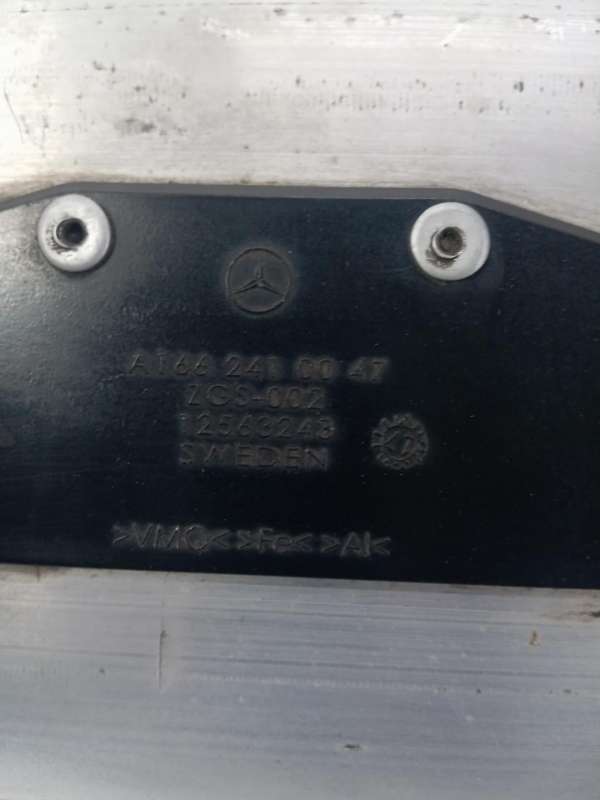 A166 241 00 47
ZGS-002
12563243
SWEDEN
>VMQ<>Fe<>Al<